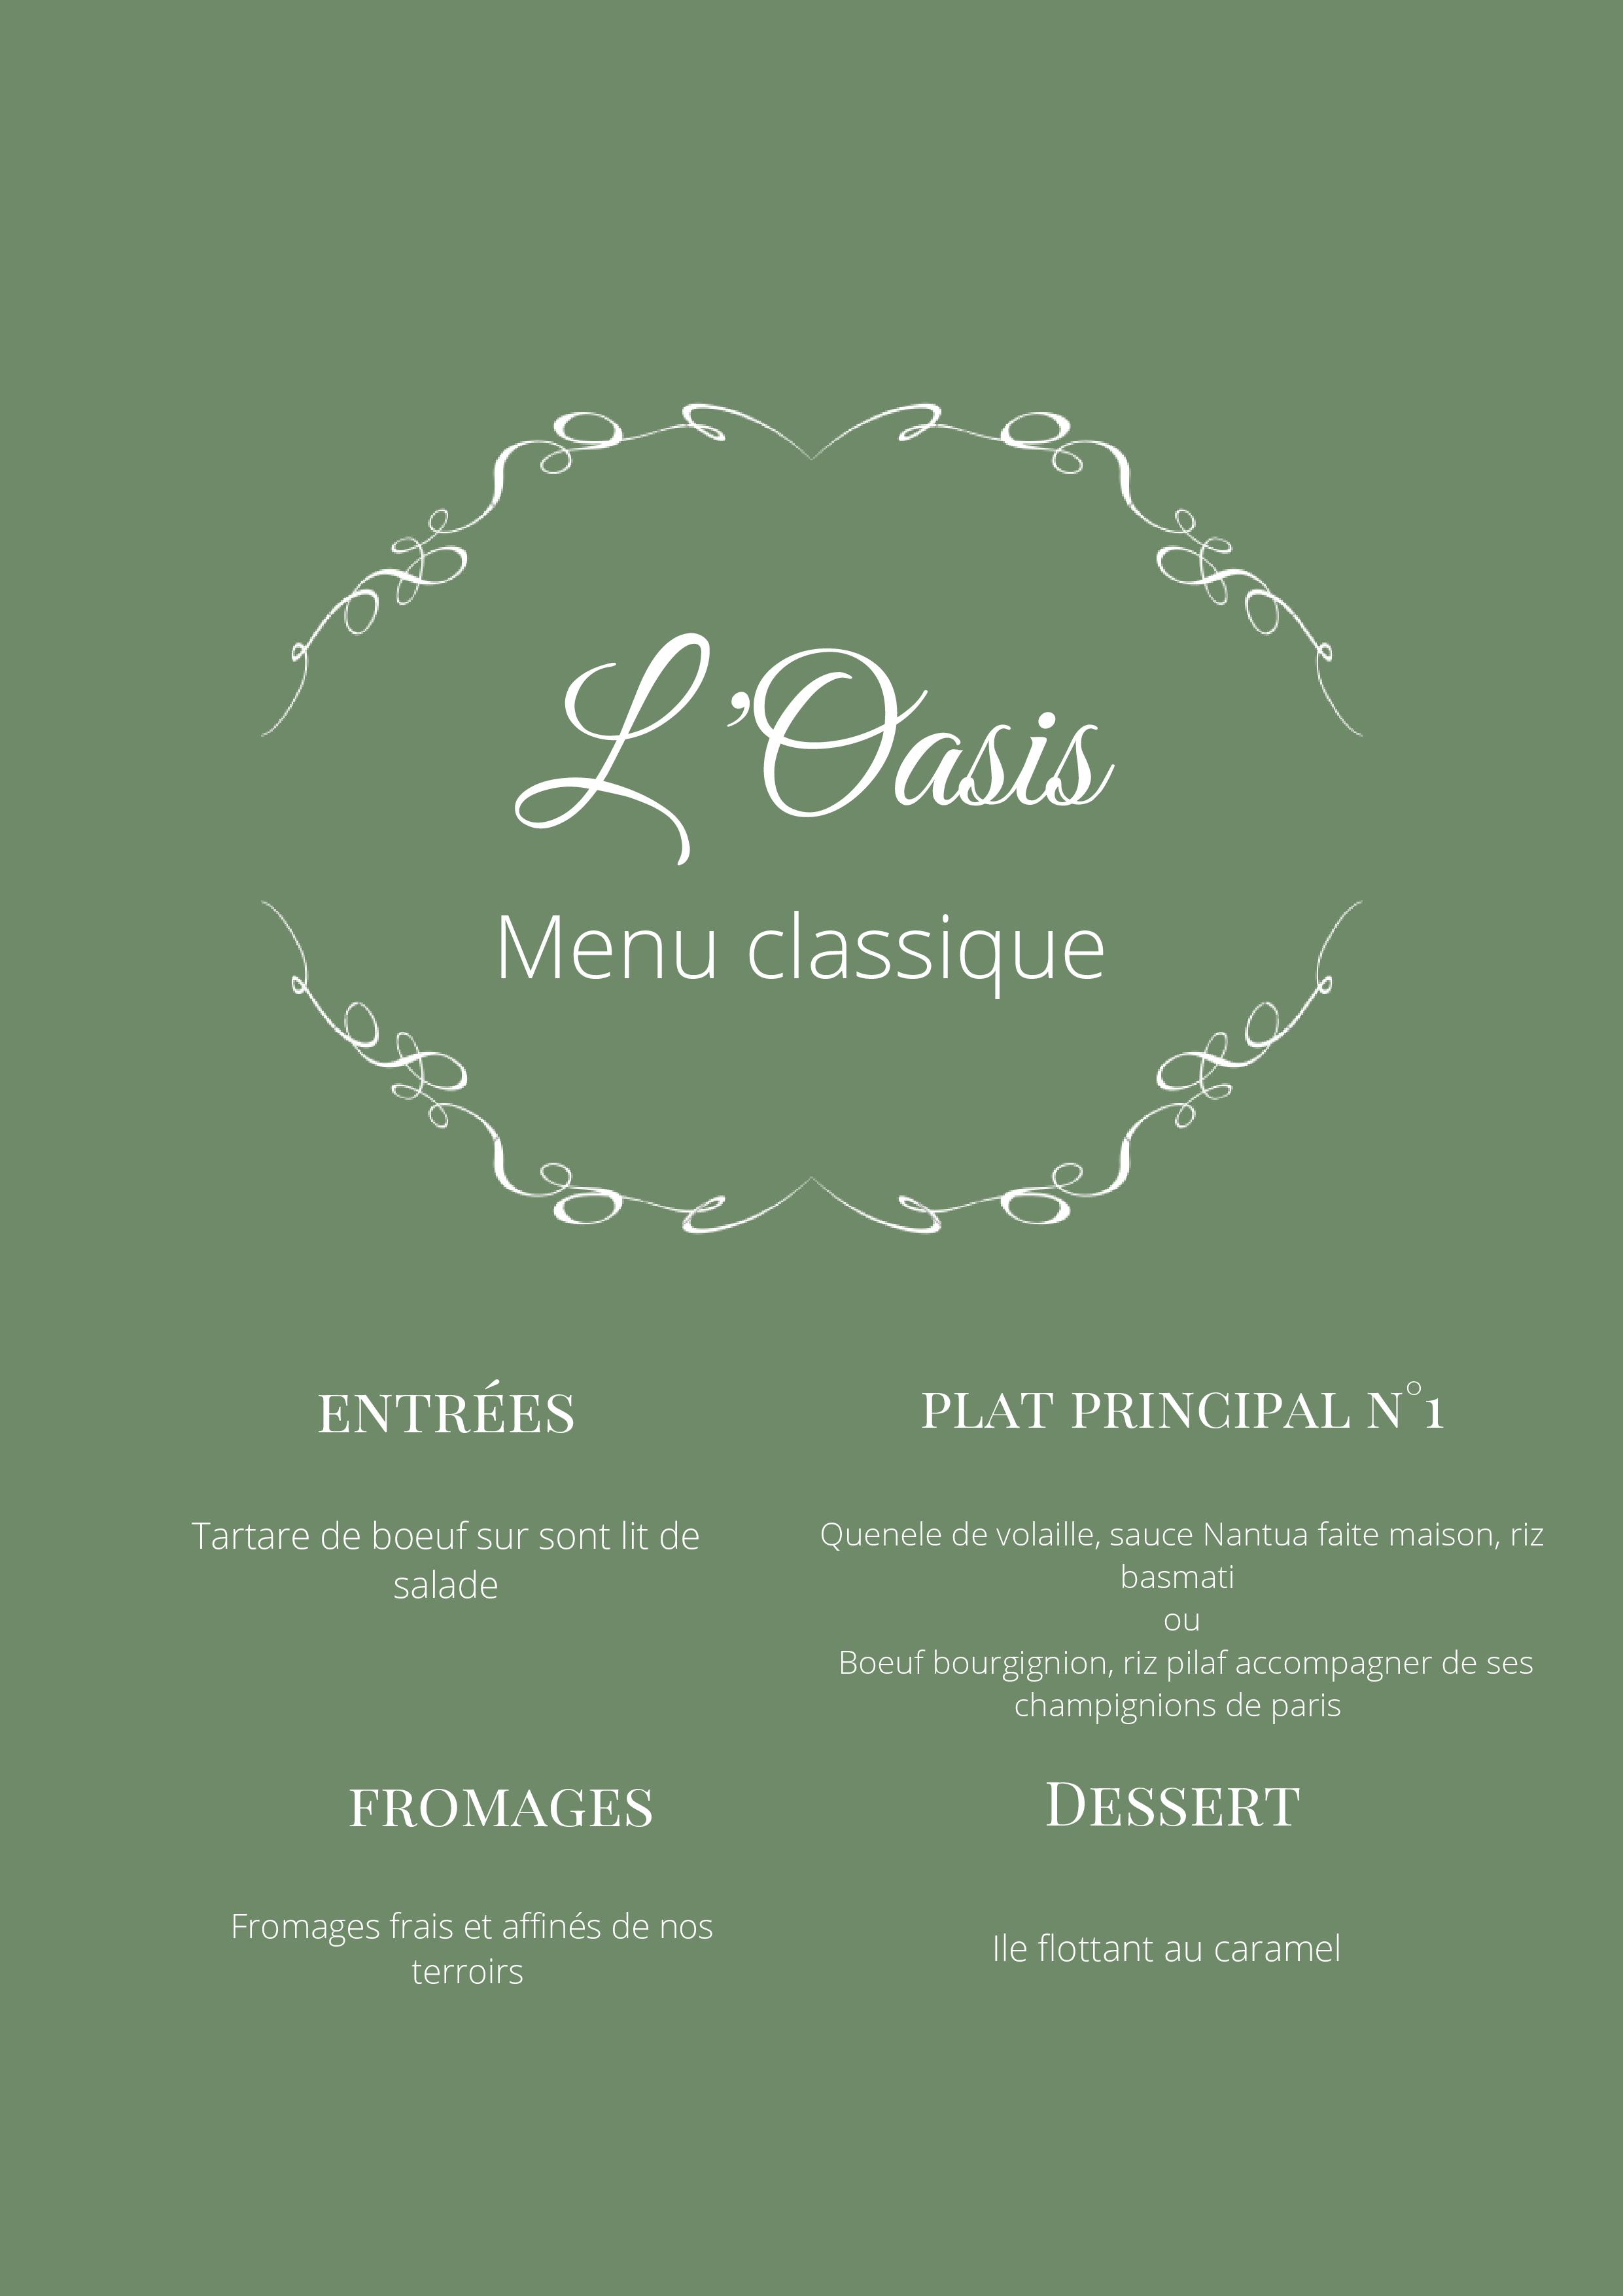 L'Oasis
Menu classique
ENTRÉES
Tartare de boeuf sur sont lit de
salade
PLAT PRINCIPAL N°1
Quenele de volaille, sauce Nantua faite maison, riz
basmati
ou
Boeuf bourgignion, riz pilaf accompagner de ses
champignions de paris
FROMAGES
Fromages frais et affinés de nos
terroirs
DESSERT
Ile flottant au caramel